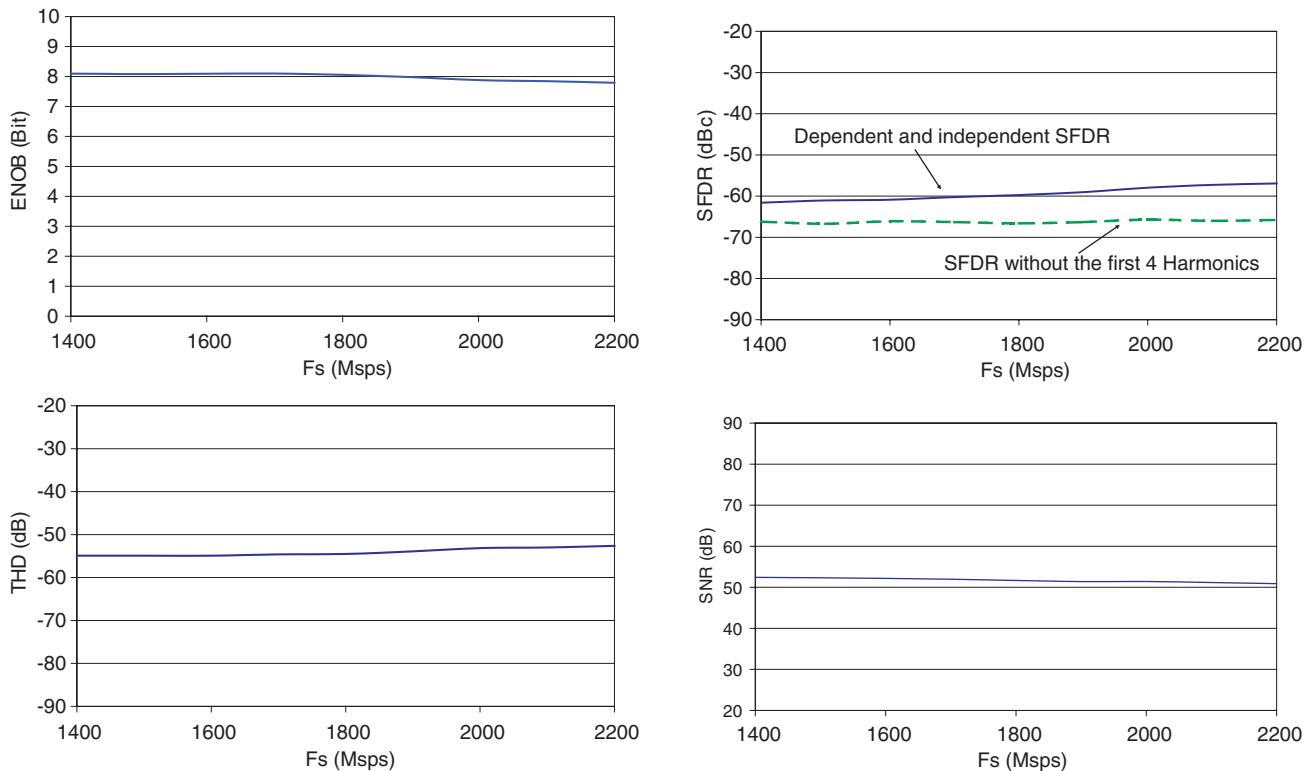 10
9
8
7
6
5
4
3
2
1
0
ENOB (Bit)
1400 1600 1800 2000 2200
Fs (Msps)
-20
-30
-40
-50
-60
-70
-80
-90
SFDR (dBc)
Dependent and independent SFDR
SFDR without the first 4 Harmonics
1400 1600 1800 2000 2200
Fs (Msps)
-20
-30
-40
-50
-60
-70
-80
-90
THD (dB)
1400 1600 1800 2000 2200
Fs (Msps)
90
80
70
60
50
40
30
20
SNR (dB)
1400 1600 1800 2000 2200
Fs (Msps)